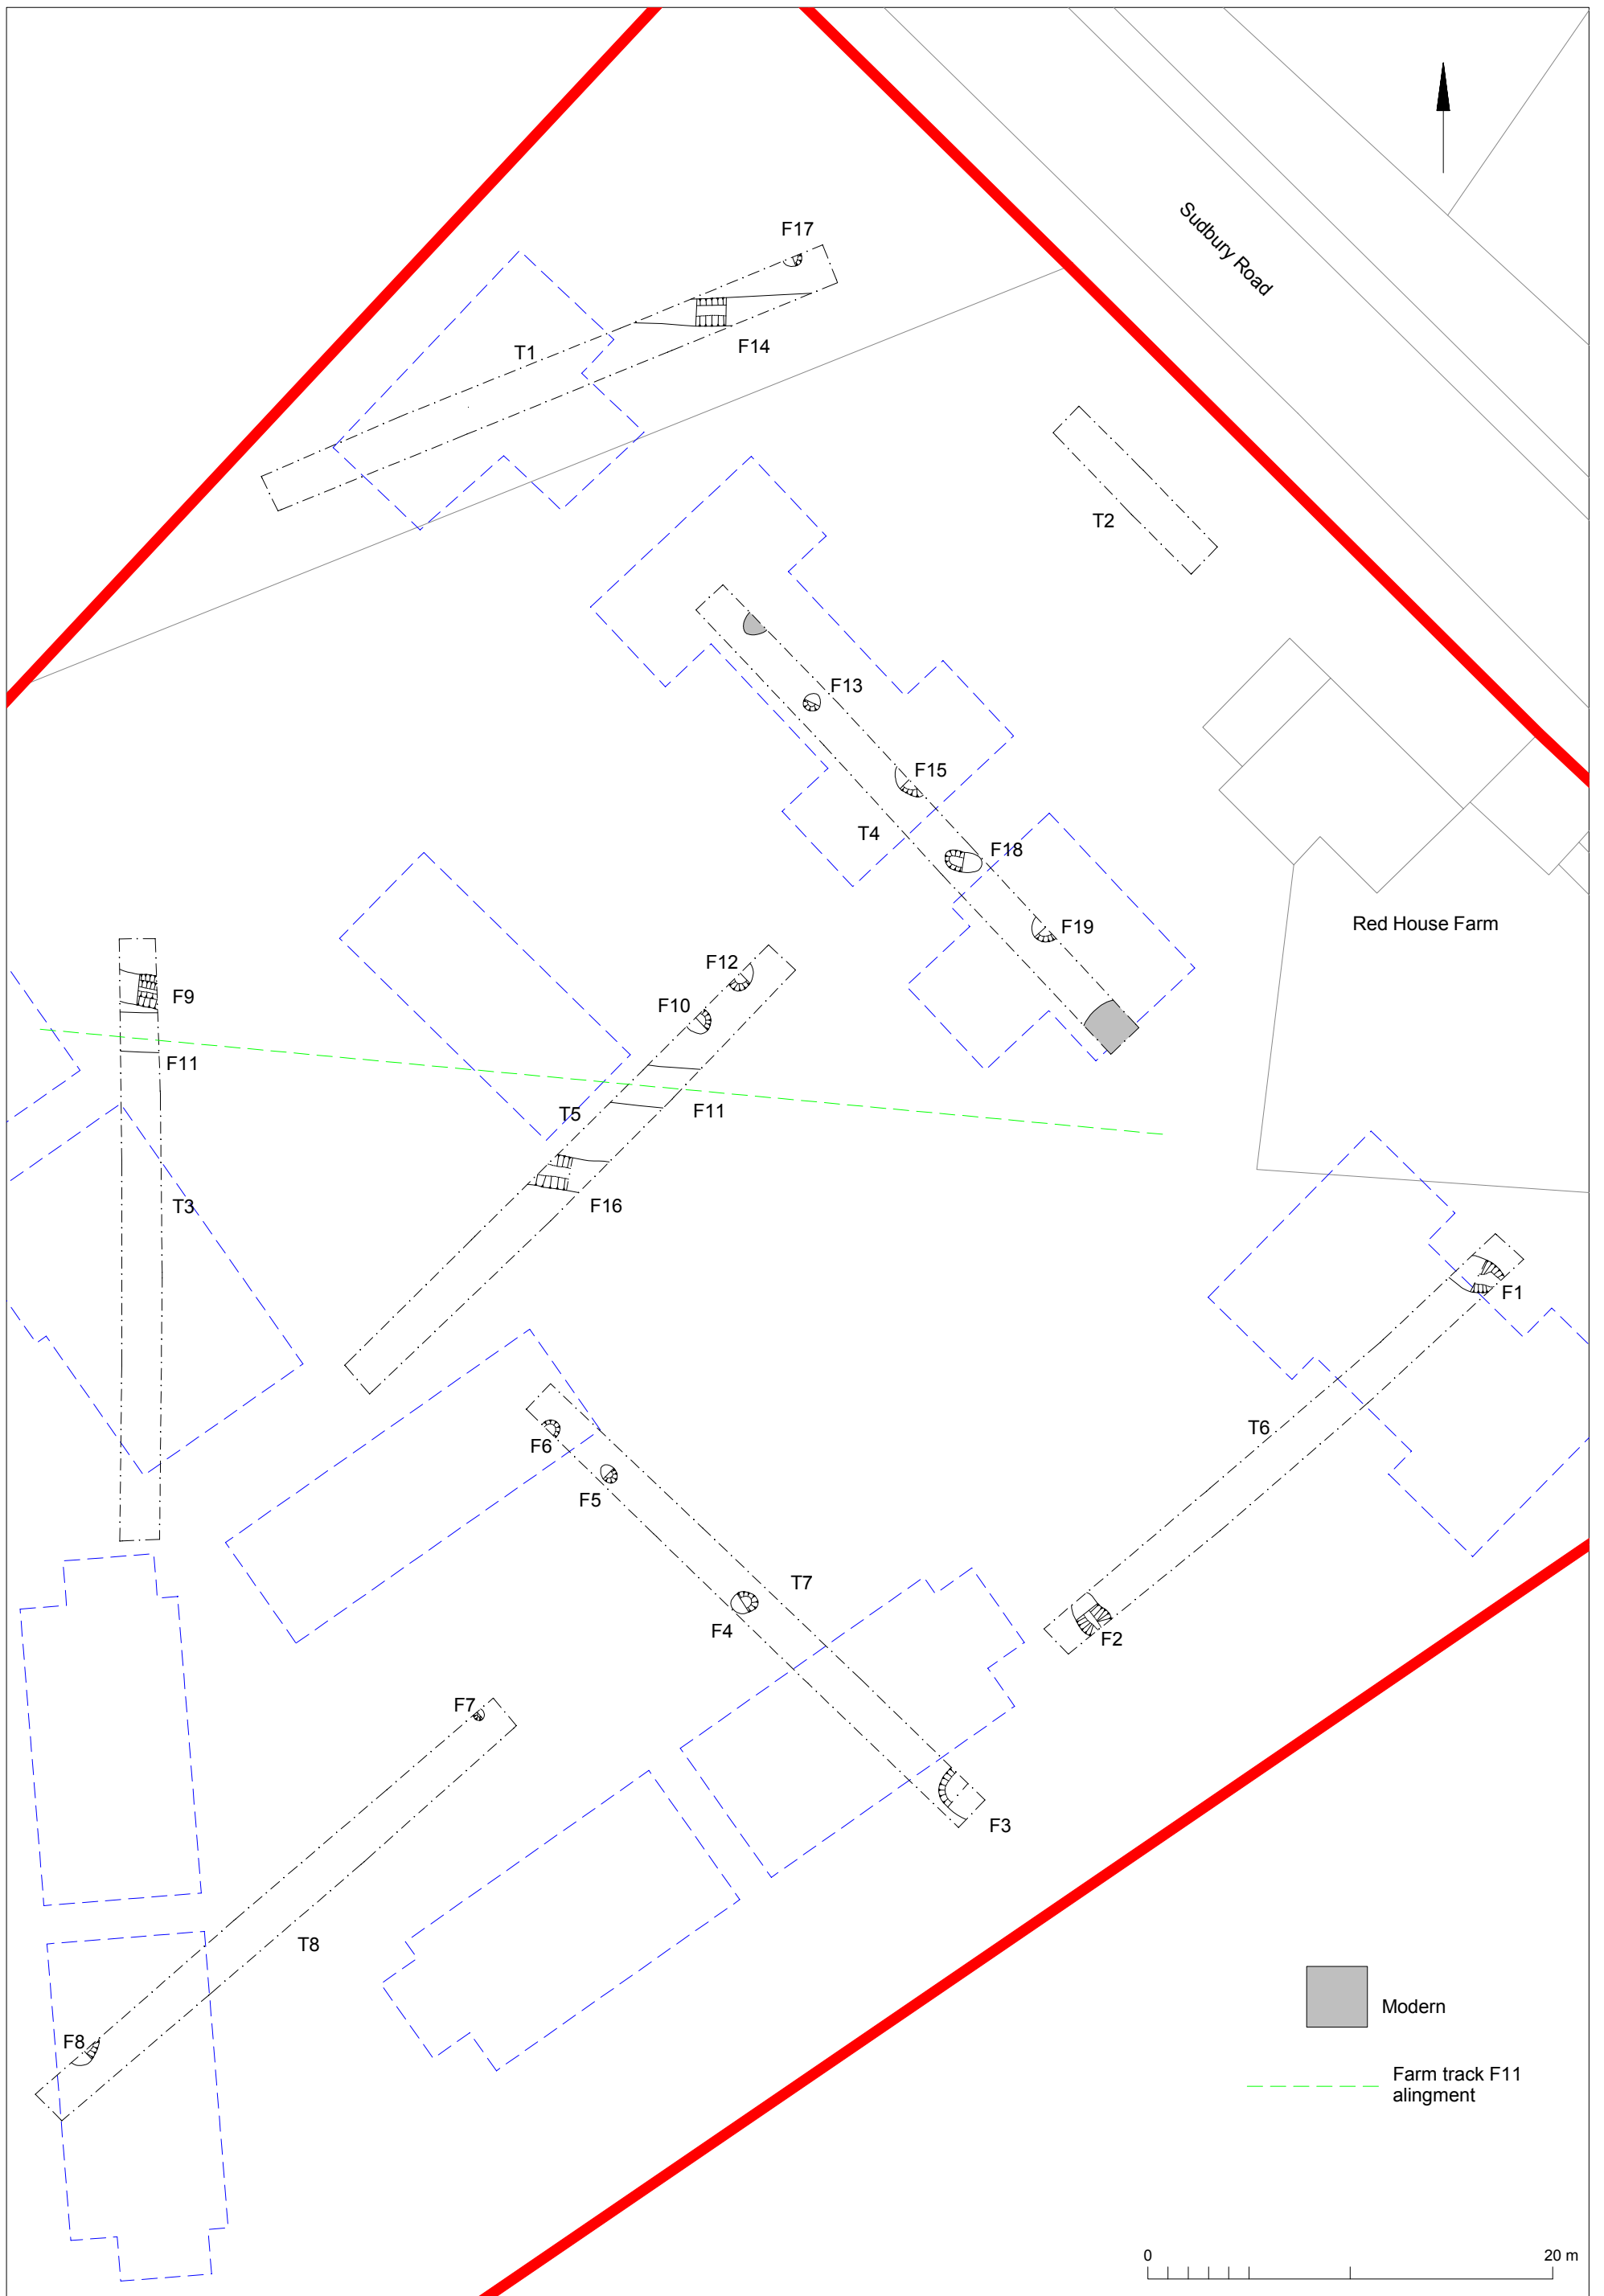 F17
Sudbury Road
F14
T1
T2
F13
F15
T4
F18
Red House Farm
F19
F12
F9
F10
F11
F11
T5
T3
F16
F1
T6
F6
F5
T7
F4
F2
F7
F3
T8
Modern
F8
Farm track F11
alingment
0 20 m